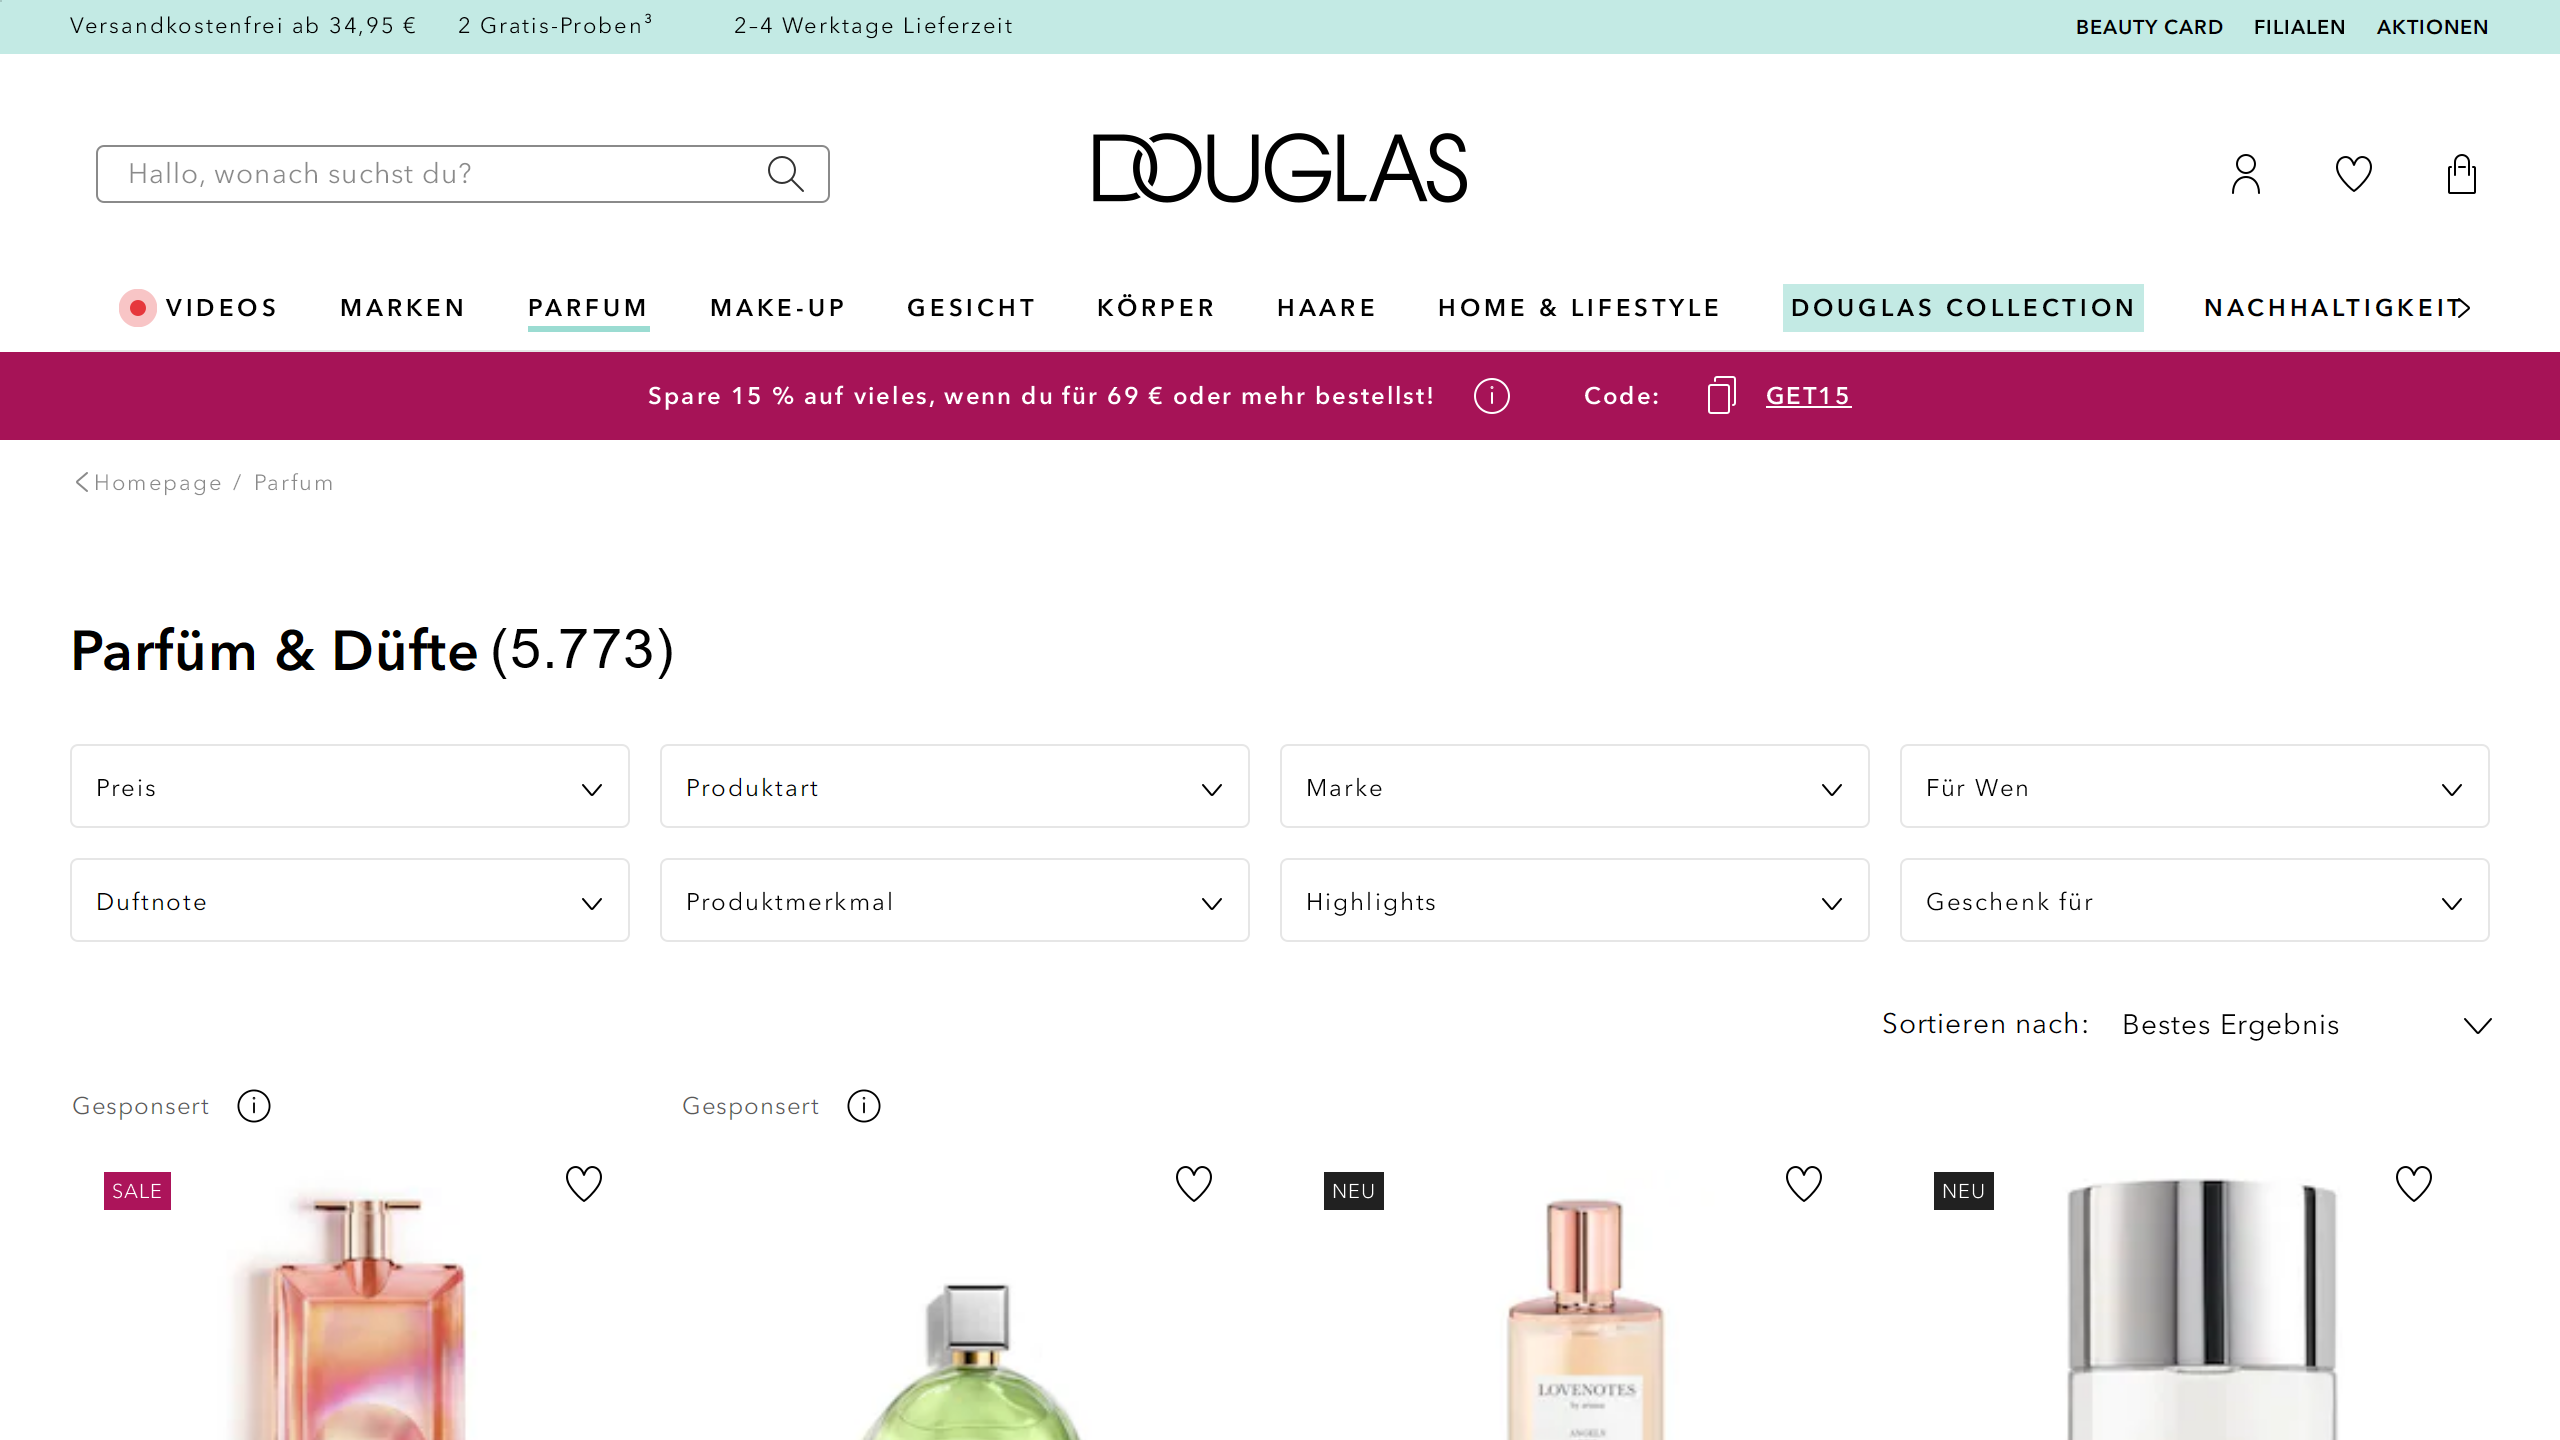 Versandkostenfrei ab 34,95 € 2 Gratis-Proben³ 2–4 Werktage Lieferzeit BEAUTY CARD FILIALEN AKTIONEN
Hallo, wonach suchst du?
DOUGLAS
VIDEOS MARKEN PARFUM MAKE-UP GESICHT KÖRPER HAARE HOME & LIFESTYLE DOUGLAS COLLECTION NACHHALTIGKEIT
Spare 15 % auf vieles, wenn du für 69 € oder mehr bestellst! Code: GET15
Homepage / Parfum
Parfüm & Düfte (5.773)
Preis Produktart Marke Für Wen
Duftnote Produktmerkmal Highlights Geschenk für
Sortieren nach: Bestes Ergebnis
Gesponsert Gesponsert
SALE NEU NEU
LOVENOTES